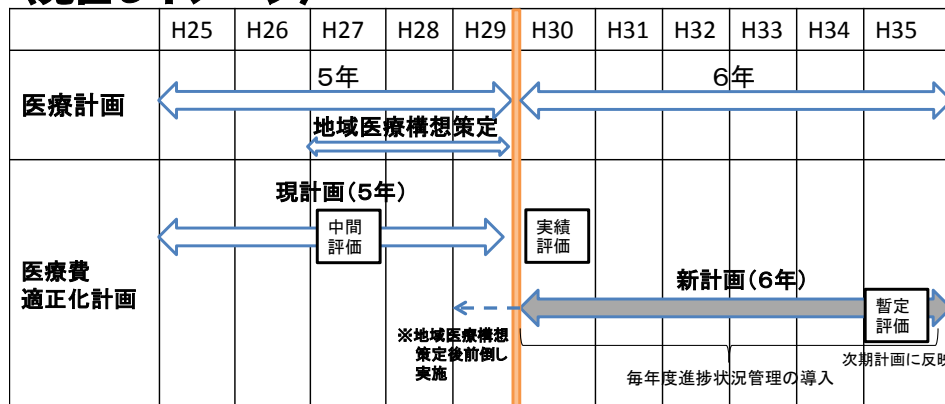 H25 H26 H27 H28 H29 H30 H31 H32 H33 H34 H35
医療計画
5年
6年
地域医療構想策定
医療費
適正化計画
現計画(5年)
中間
評価
実績
評価
新計画(6年)
暫定
評価
※地域医療構想
策定後前倒し
実施
次期計画に反映
毎年度進捗状況管理の導入